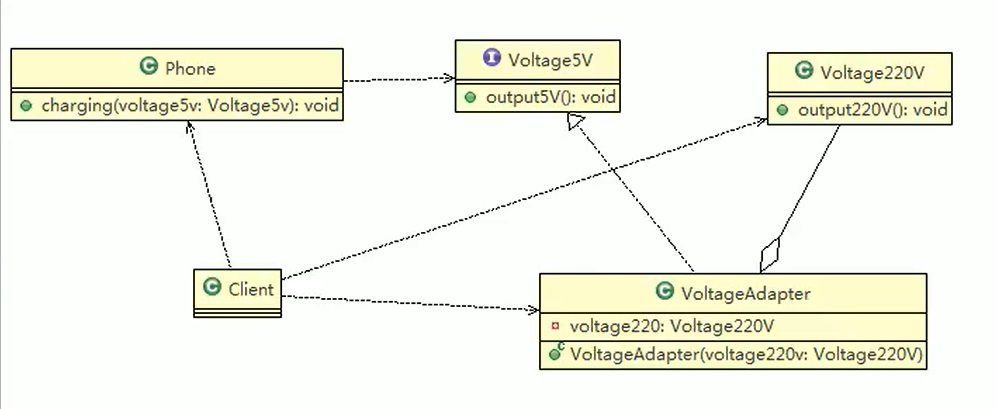 Phone
charging(voltage5v: Voltage5v): void
Voltage5V
output5V(): void
Voltage220V
output220V(): void
Client
VoltageAdapter
voltage220: Voltage220V
VoltageAdapter(voltage220v: Voltage220V)